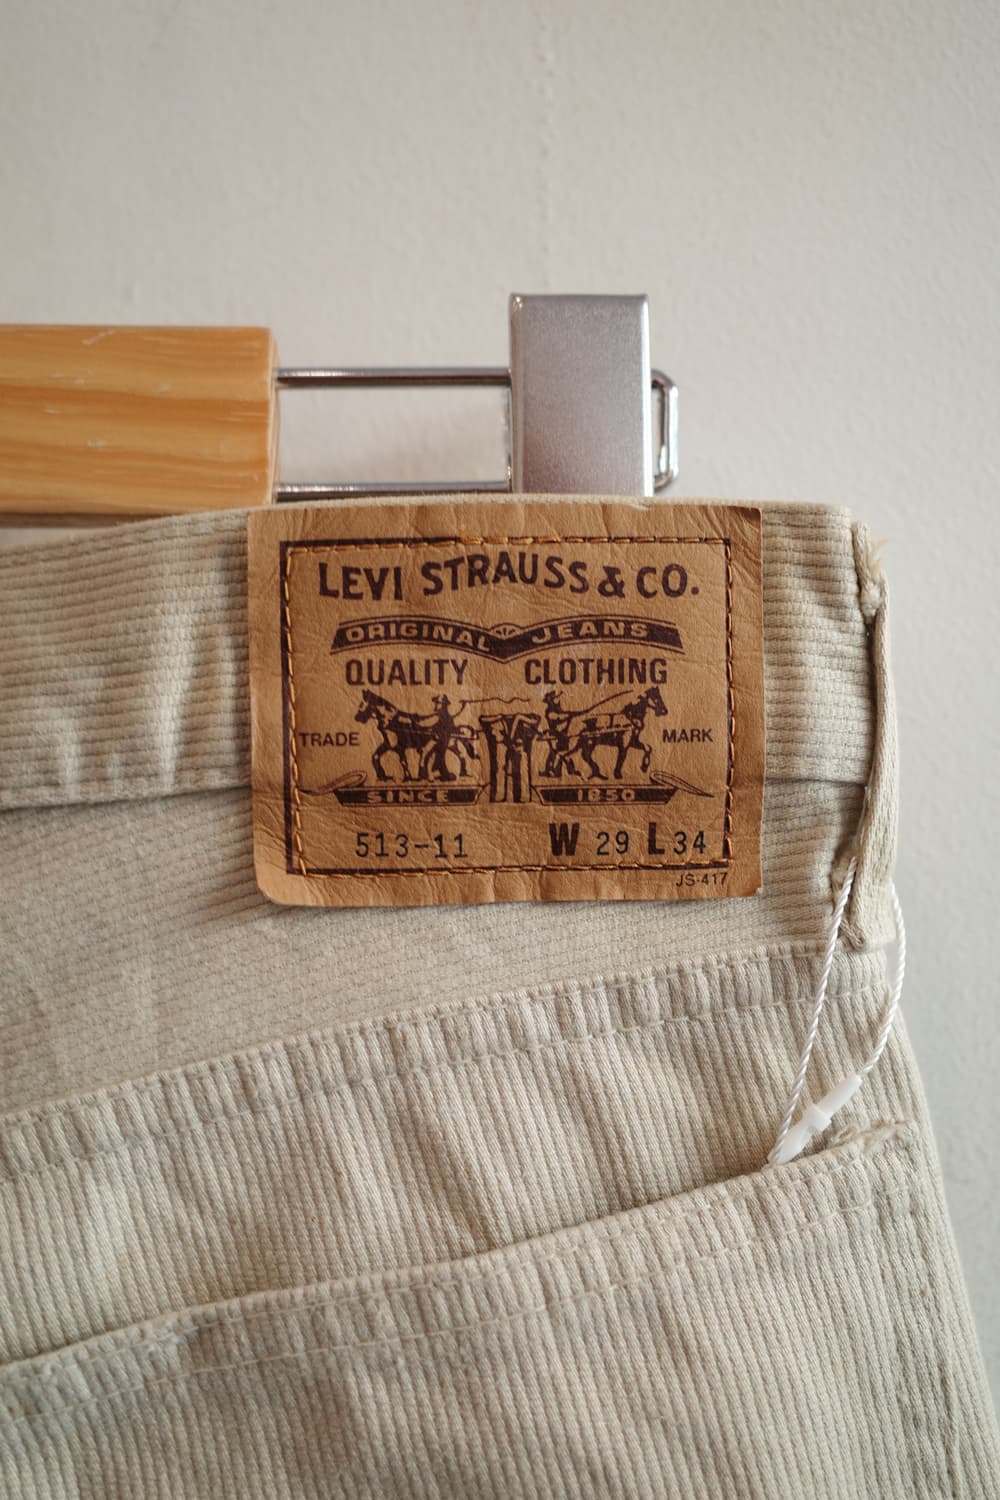 LEVI STRAUSS & CO.
ORIGINAL JEANS
QUALITY CLOTHING
TRADE MARK
SINCE 1850
513-11 W 29 L 34
JS-417